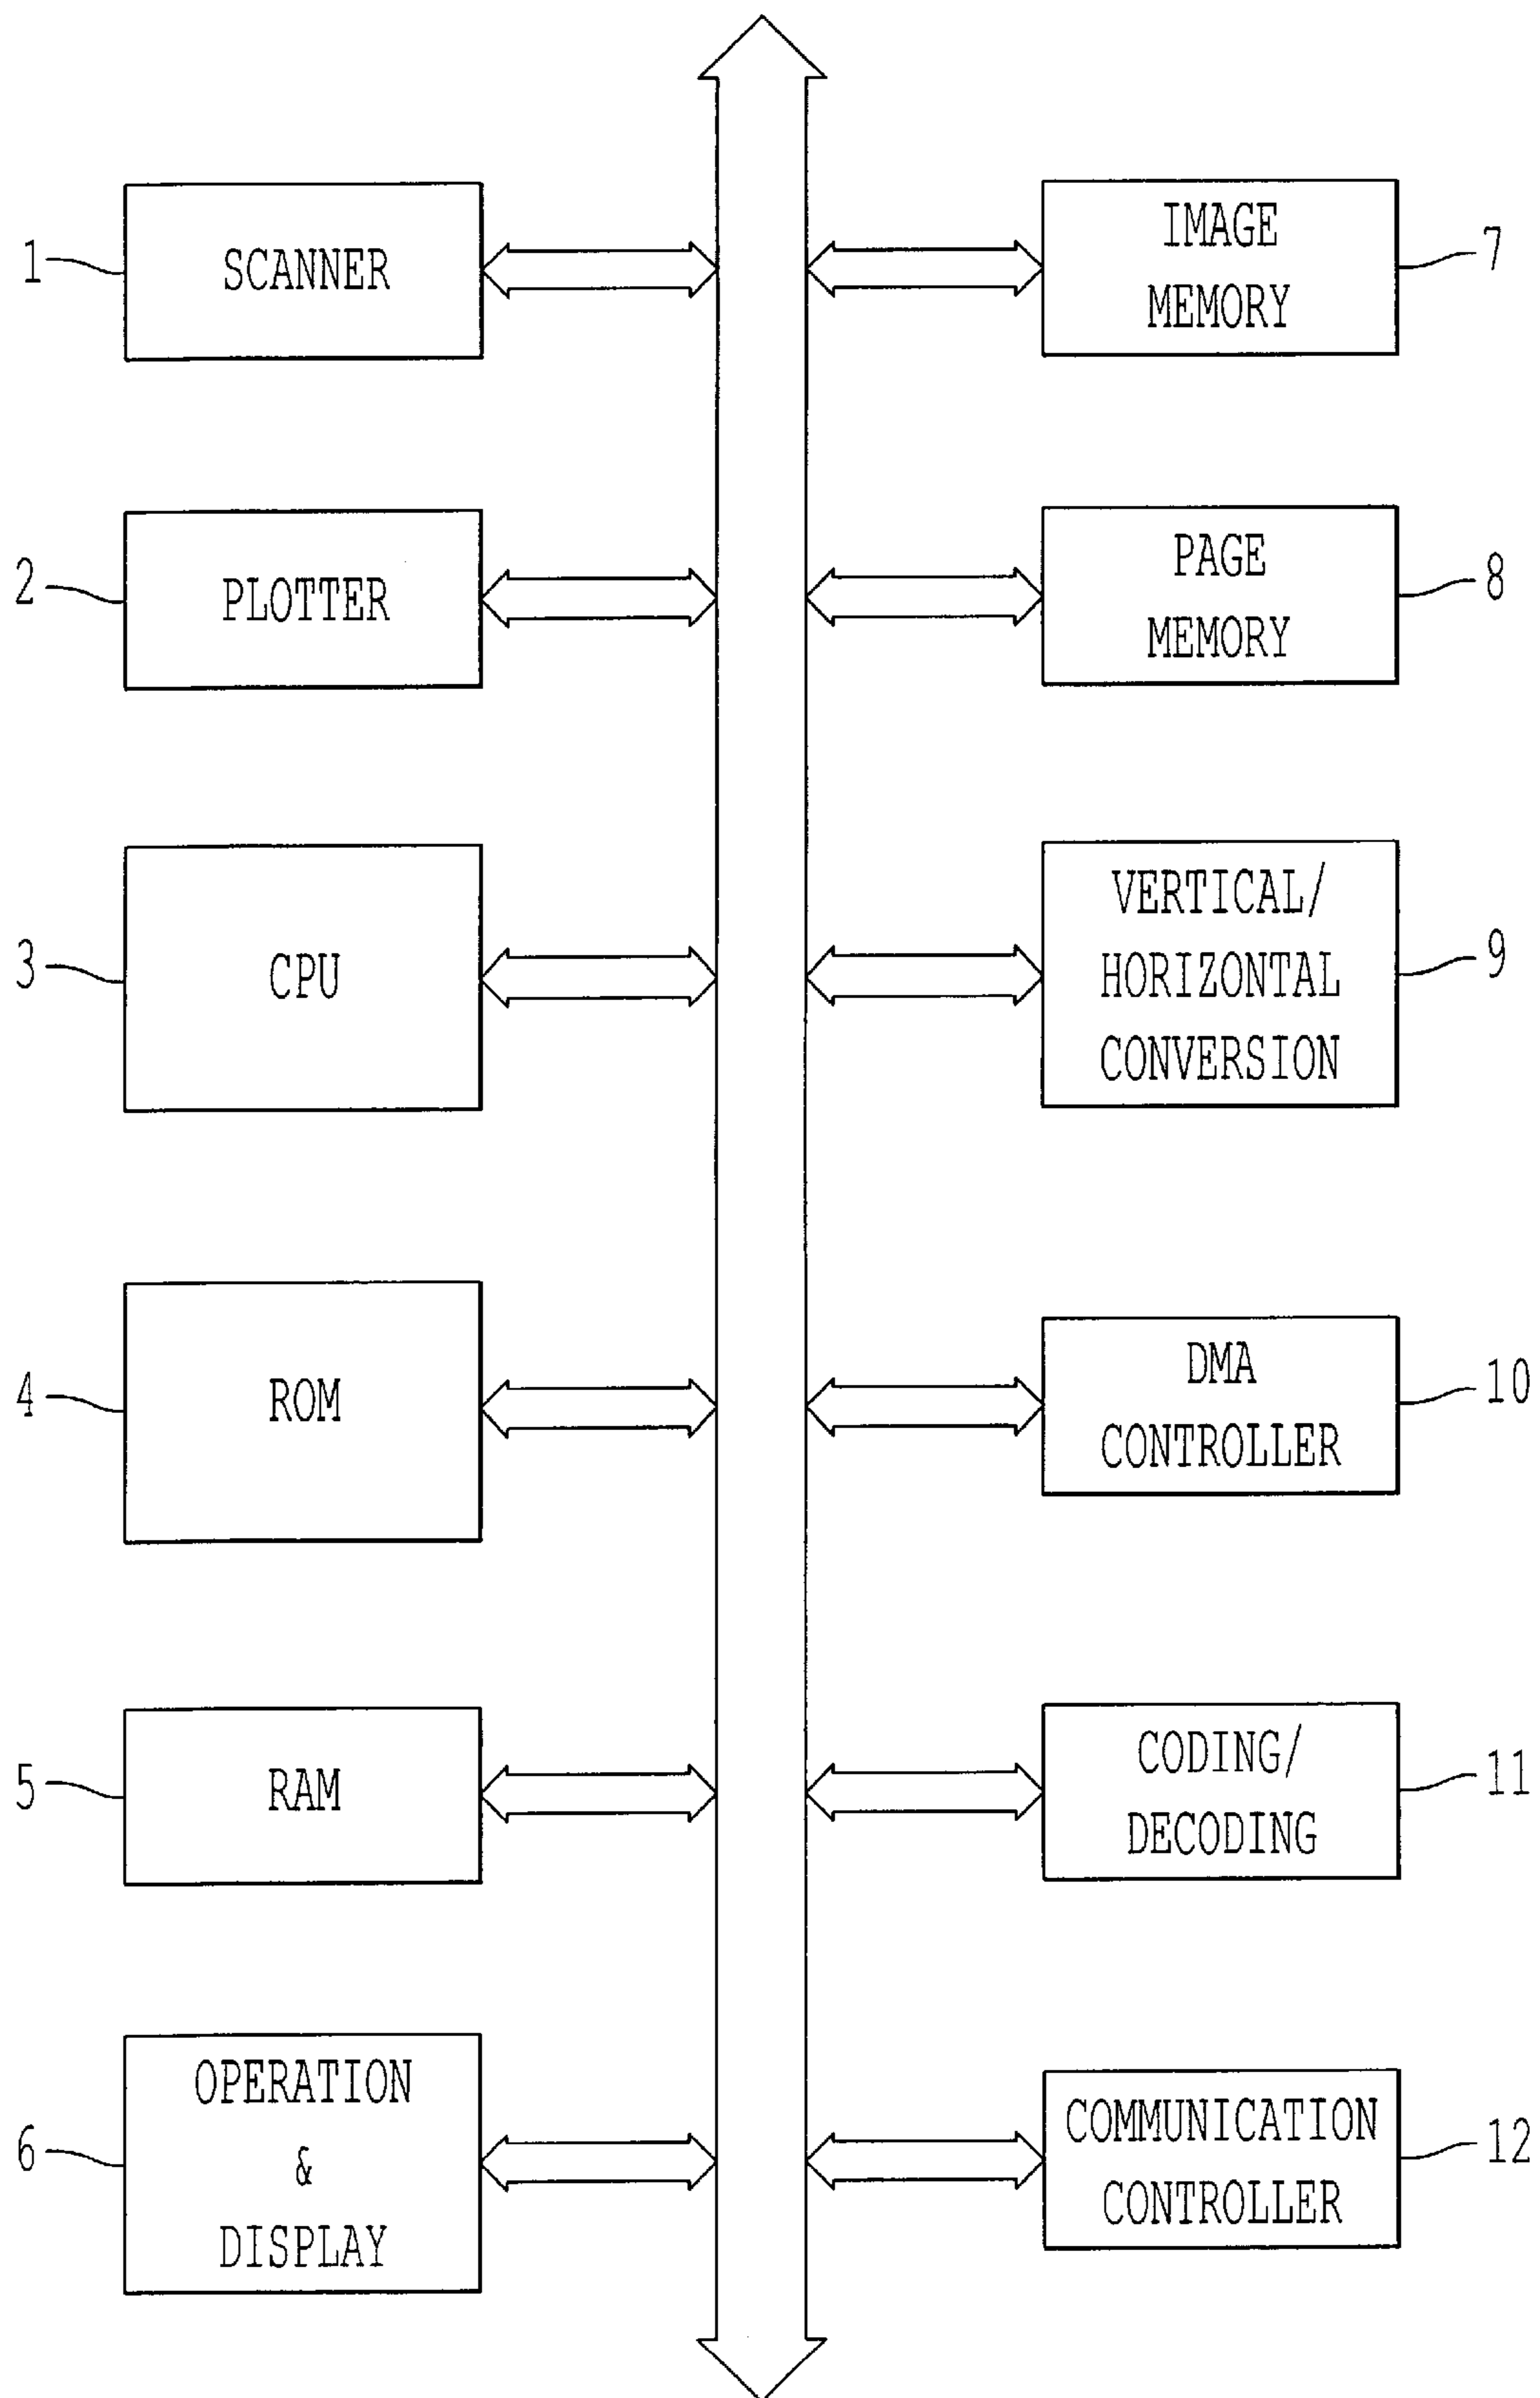 1
SCANNER
2
PLOTTER
3
CPU
4
ROM
5
RAM
6
OPERATION
&
DISPLAY
IMAGE
MEMORY
7
PAGE
MEMORY
8
VERTICAL/
HORIZONTAL
CONVERSION
9
DMA
CONTROLLER
10
CODING/
DECODING
11
COMMUNICATION
CONTROLLER
12